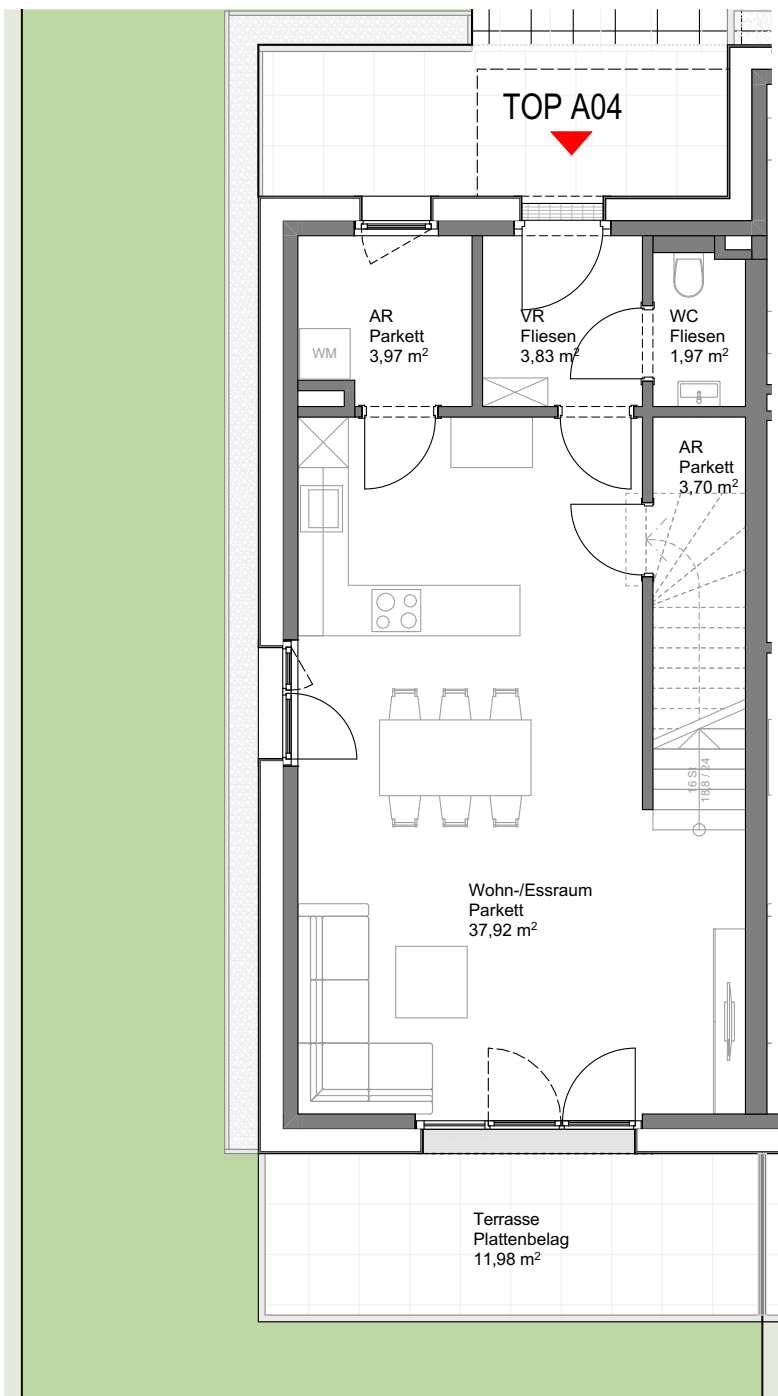 TOP A04
AR
Parkett
3,97 m²
WM
VR
Fliesen
3,83 m²
WC
Fliesen
1,97 m²
AR
Parkett
3,70 m²
16 St
18,8 / 24
Wohn-/Essraum
Parkett
37,92 m²
Terrasse
Plattenbelag
11,98 m²